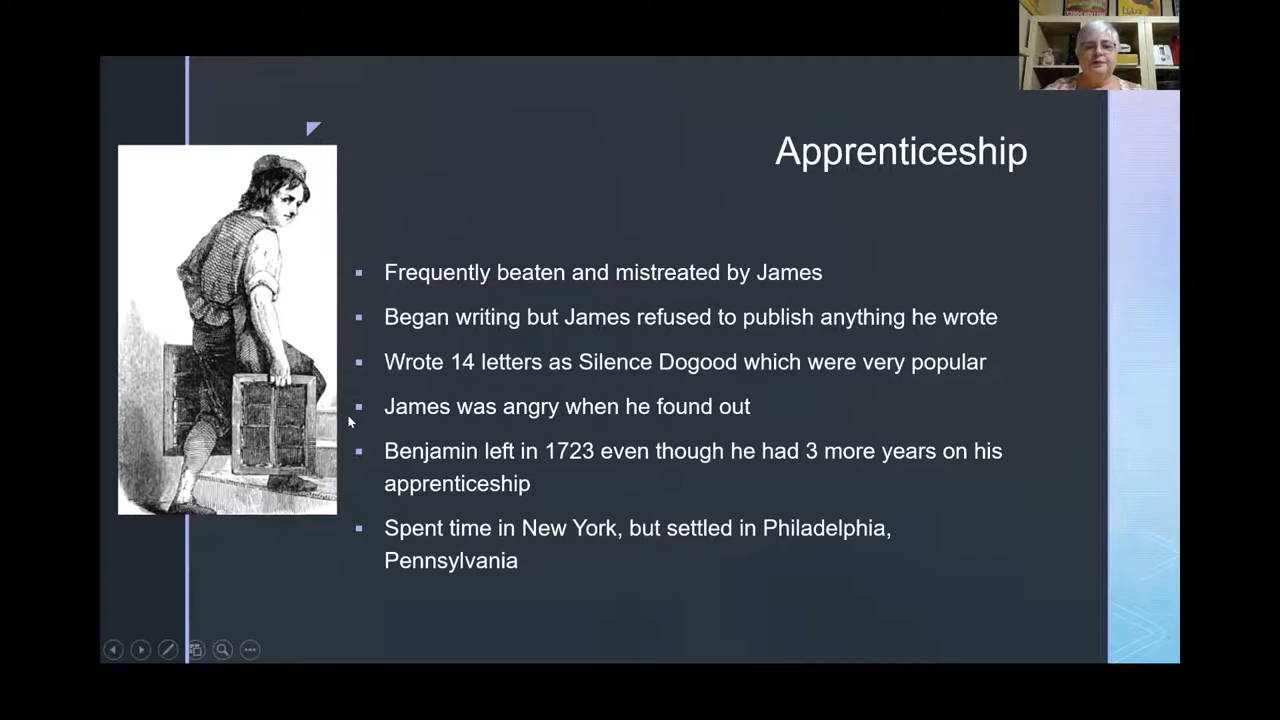 Apprenticeship
Frequently beaten and mistreated by James
Began writing but James refused to publish anything he wrote
Wrote 14 letters as Silence Dogood which were very popular
James was angry when he found out
Benjamin left in 1723 even though he had 3 more years on his
apprenticeship
Spent time in New York, but settled in Philadelphia,
Pennsylvania